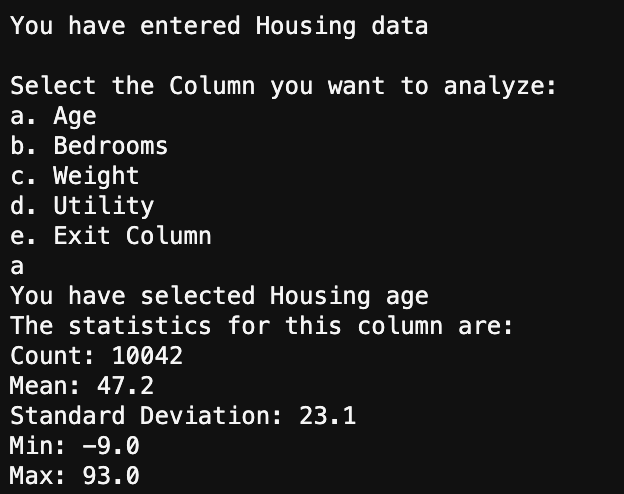 You have entered Housing data
Select the Column you want to analyze:
a. Age
b. Bedrooms
c. Weight
d. Utility
e. Exit Column
a
You have selected Housing age
The statistics for this column are:
Count: 10042
Mean: 47.2
Standard Deviation: 23.1
Min: -9.0
Max: 93.0